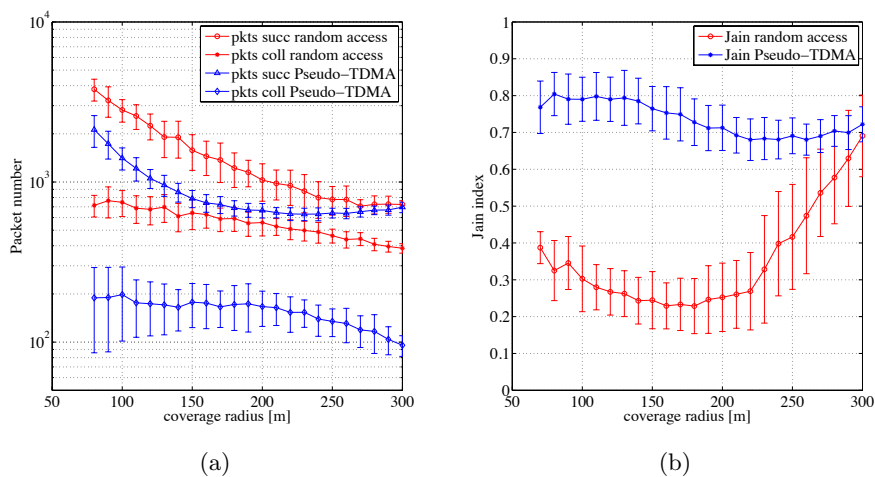 10^4
10^3
10^2
Packet number
50 100 150 200 250 300
coverage radius [m]
pkts succ random access
pkts coll random access
pkts succ Pseudo−TDMA
pkts coll Pseudo−TDMA
(a)
1
0.9
0.8
0.7
0.6
0.5
0.4
0.3
0.2
0.1
0
Jain index
50 100 150 200 250 300
coverage radius [m]
Jain random access
Jain Pseudo−TDMA
(b)